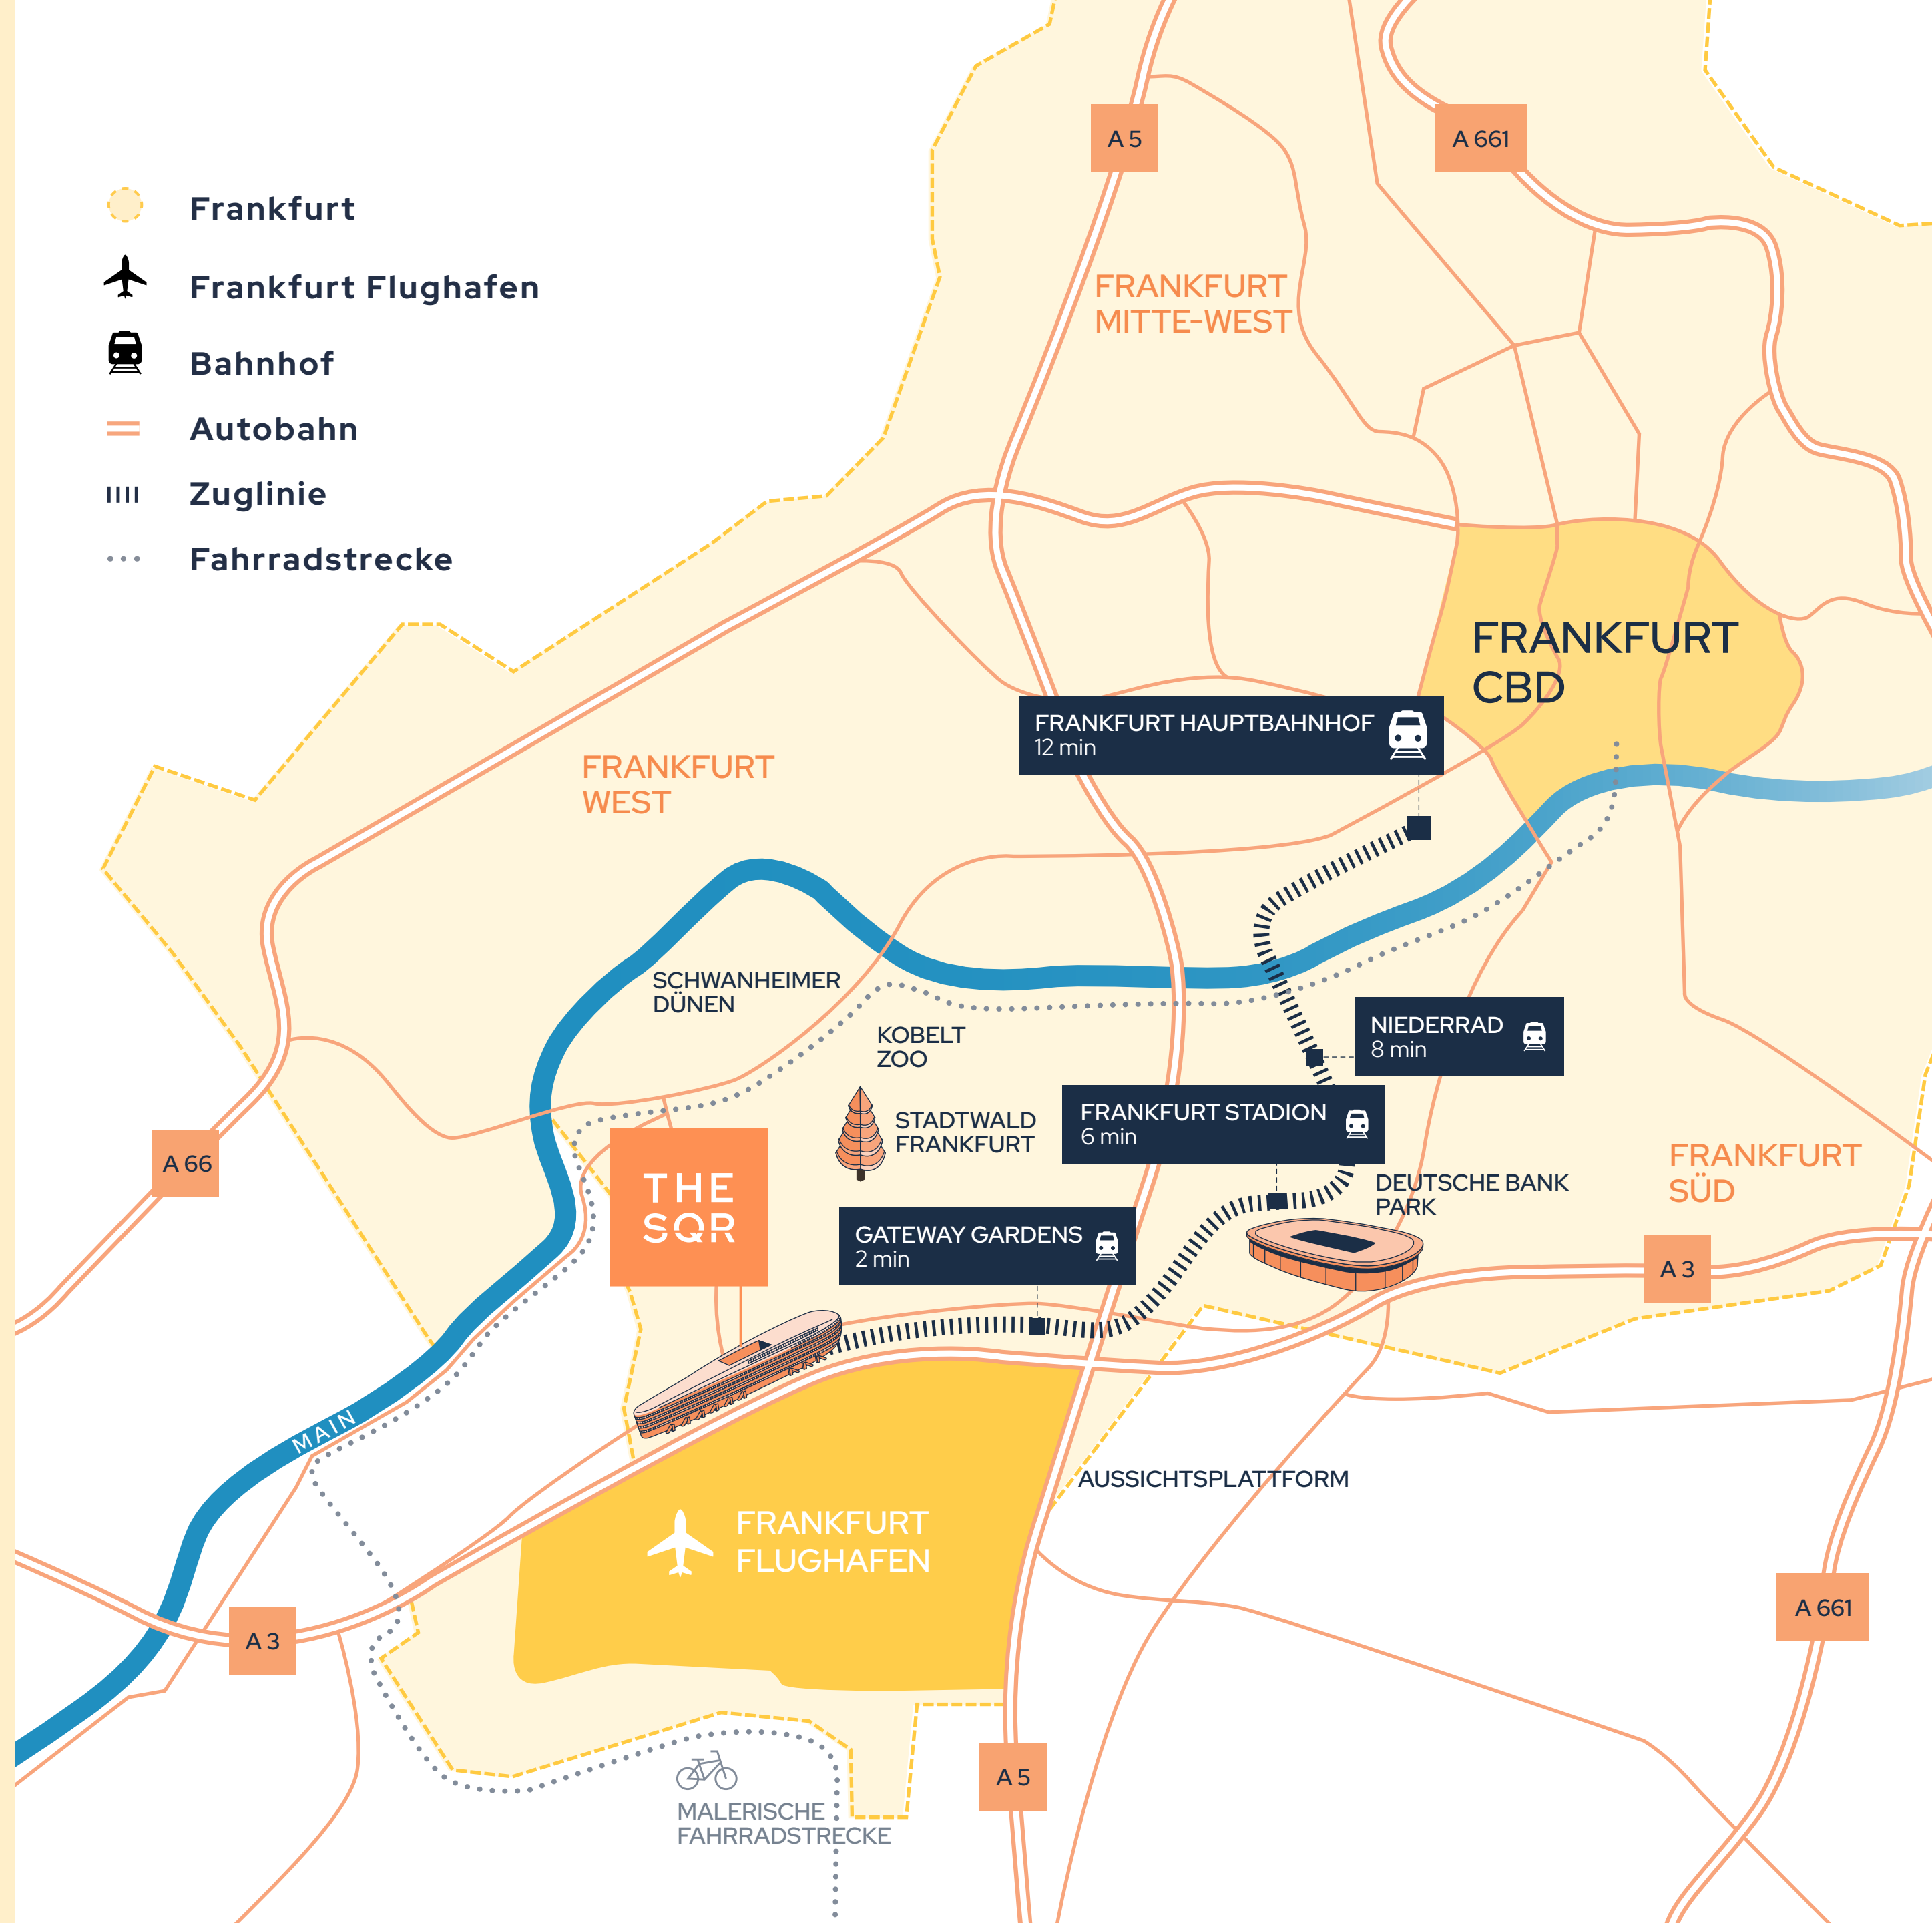 Frankfurt
Frankfurt Flughafen
Bahnhof
Autobahn
Zuglinie
Fahrradstrecke
A 5
A 661
FRANKFURT
MITTE-WEST
FRANKFURT
CBD
FRANKFURT HAUPTBAHNHOF
12 min
FRANKFURT
WEST
SCHWANHEIMER
DÜNEN
KOBELT
ZOO
NIEDERRAD
8 min
STADTWALD
FRANKFURT
FRANKFURT STADION
6 min
A 66
THE
SQR
DEUTSCHE BANK
PARK
FRANKFURT
SÜD
GATEWAY GARDENS
2 min
A 3
MAIN
AUSSICHTSPLATTFORM
FRANKFURT
FLUGHAFEN
A 3
A 661
A 5
MALERISCHE
FAHRRADSTRECKE